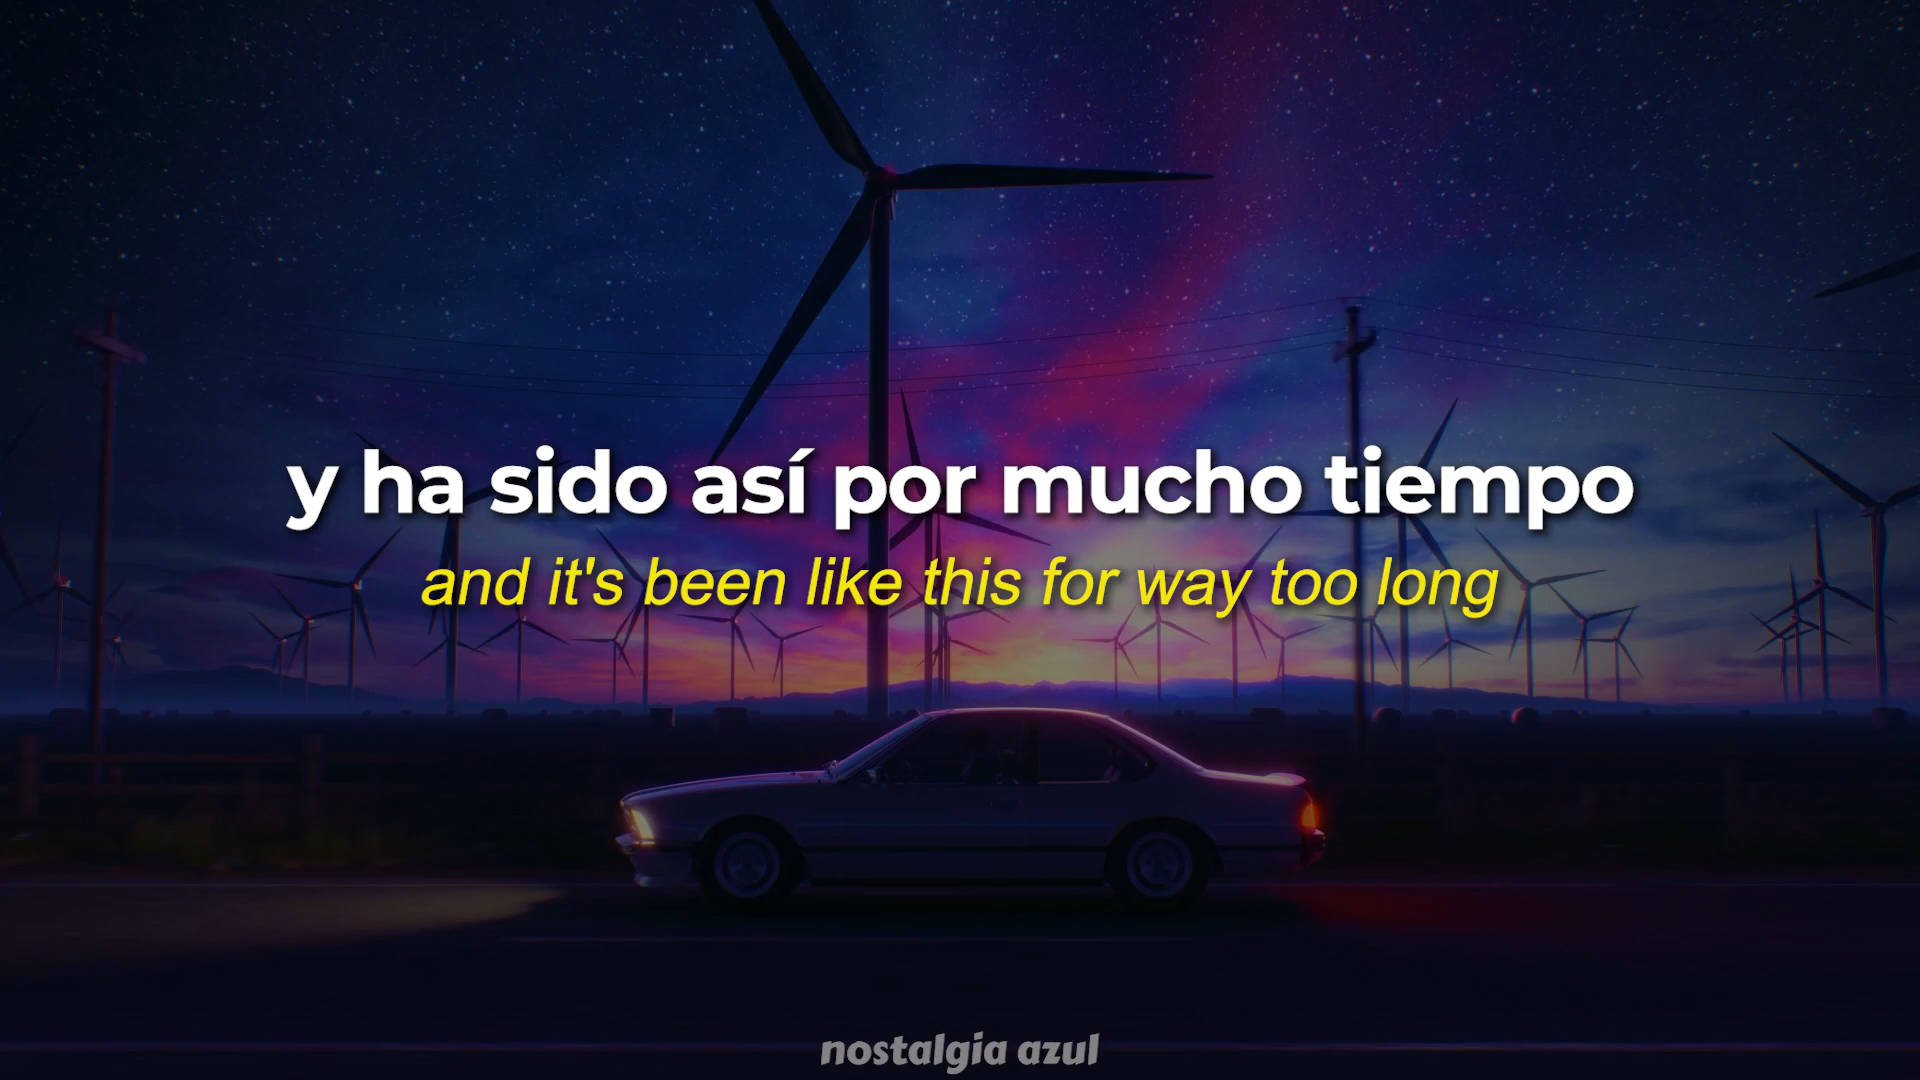 y ha sido así por mucho tiempo
and it's been like this for way too long
nostalgia azul